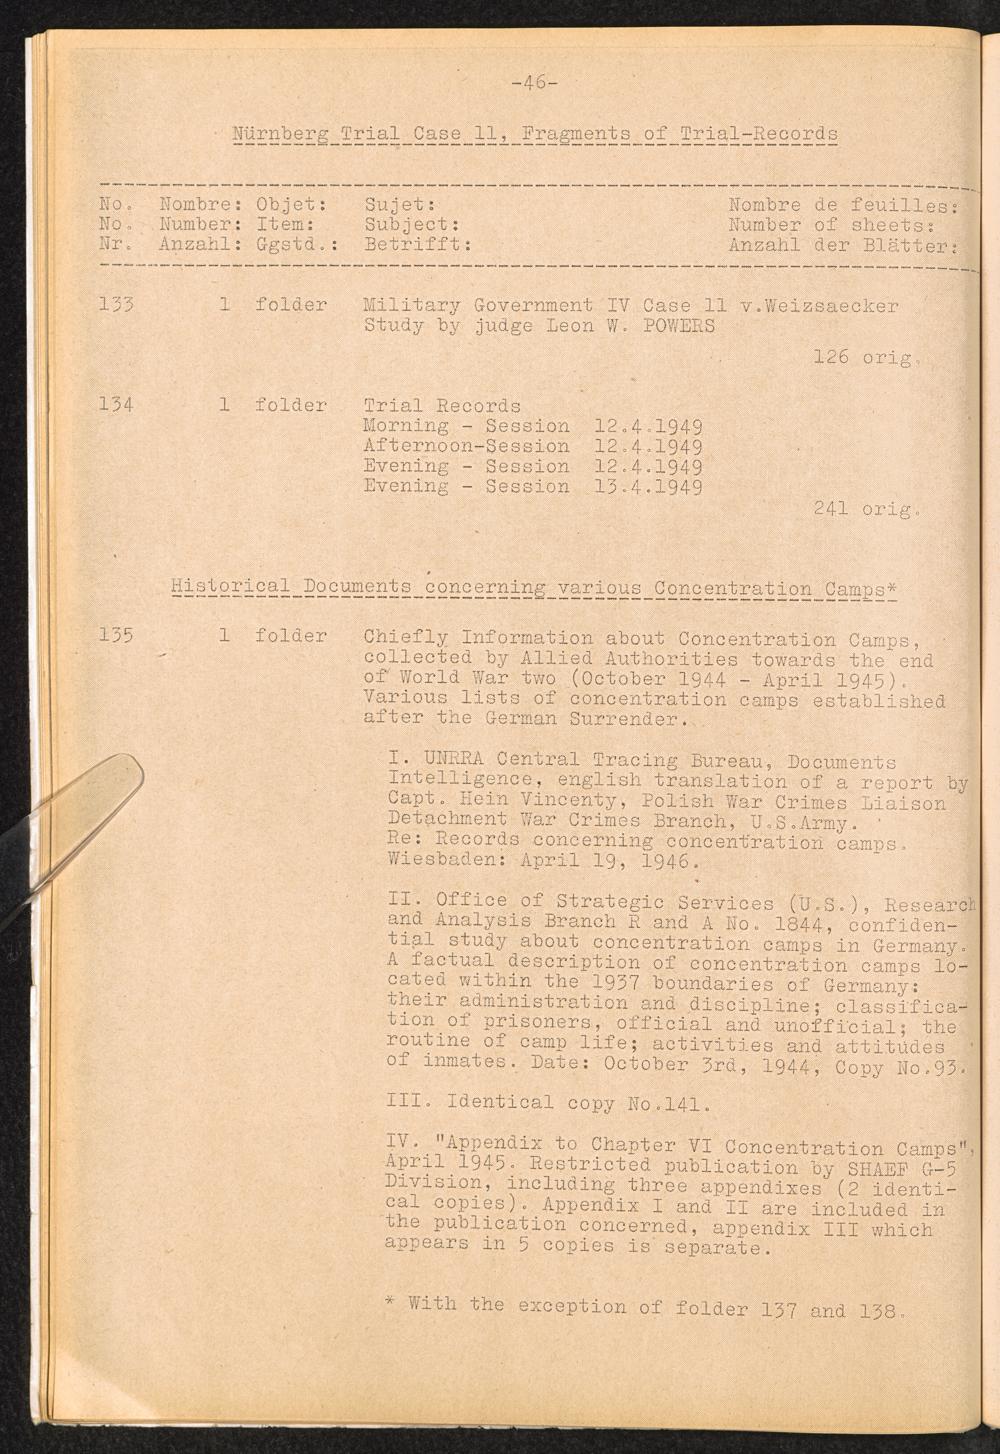 -46-
Nürnberg Trial Case 11, Fragments of Trial-Records
No. Nombre: Objet: Sujet: Nombre de feuilles:
No. Number: Item: Subject: Number of sheets:
Nr. Anzahl: Ggstd.: Betrifft: Anzahl der Blätter:
133 1 folder Military Government IV Case 11 v.Weizsaecker
Study by judge Leon W. POWERS
126 orig.
134 1 folder Trial Records
Morning - Session 12.4.1949
Afternoon-Session 12.4.1949
Evening - Session 12.4.1949
Evening - Session 13.4.1949
241 orig.
Historical Documents concerning various Concentration Camps*
135 1 folder Chiefly Information about Concentration Camps,
collected by Allied Authorities towards the end
of World War two (October 1944 - April 1945).
Various lists of concentration camps established
after the German Surrender.
I. UNRRA Central Tracing Bureau, Documents
Intelligence, english translation of a report by
Capt. Hein Vincenty, Polish War Crimes Liaison
Detachment War Crimes Branch, U.S.Army.
Re: Records concerning concentration camps.
Wiesbaden: April 19, 1946.
II. Office of Strategic Services (U.S.), Research
and Analysis Branch R and A No. 1844, confiden-
tial study about concentration camps in Germany.
A factual description of concentration camps lo-
cated within the 1937 boundaries of Germany:
their administration and discipline; classifica-
tion of prisoners, official and unofficial; the
routine of camp life; activities and attitudes
of inmates. Date: October 3rd, 1944, Copy No.93.
III. Identical copy No.141.
IV. "Appendix to Chapter VI Concentration Camps",
April 1945. Restricted publication by SHAEF G-5
Division, including three appendixes (2 identi-
cal copies). Appendix I and II are included in
the publication concerned, appendix III which
appears in 5 copies is separate.
* With the exception of folder 137 and 138.